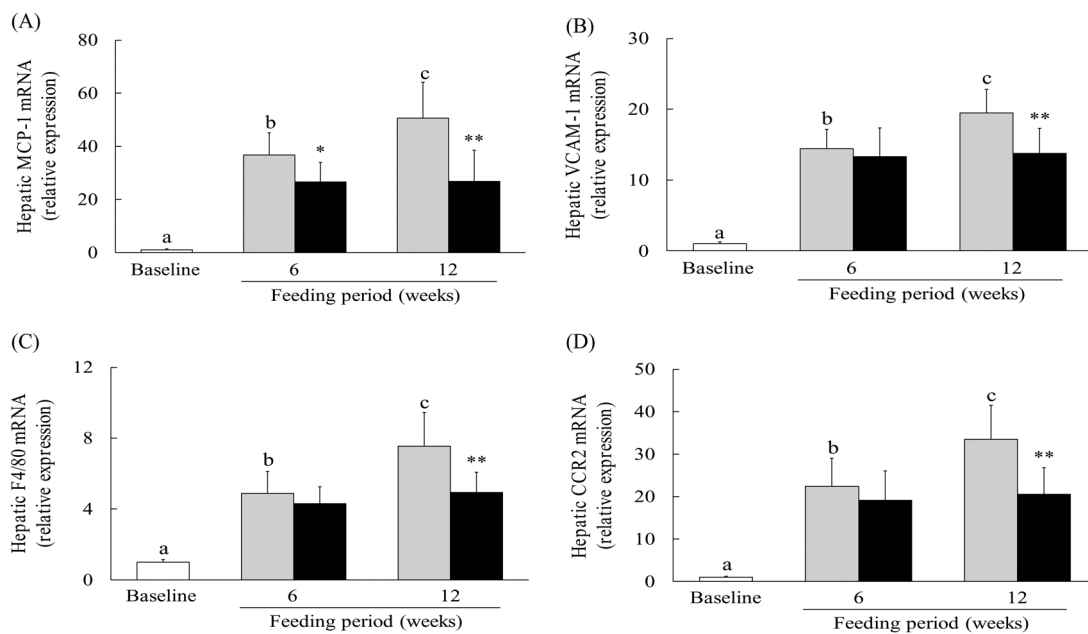 (A)
Hepatic MCP-1 mRNA
(relative expression)
80
60
40
20
0
a
b
*
c
**
Baseline
6
12
Feeding period (weeks)
(B)
Hepatic VCAM-1 mRNA
(relative expression)
30
20
10
0
a
b
c
**
Baseline
6
12
Feeding period (weeks)
(C)
Hepatic F4/80 mRNA
(relative expression)
12
8
4
0
a
b
c
**
Baseline
6
12
Feeding period (weeks)
(D)
Hepatic CCR2 mRNA
(relative expression)
50
40
30
20
10
0
a
b
c
**
Baseline
6
12
Feeding period (weeks)